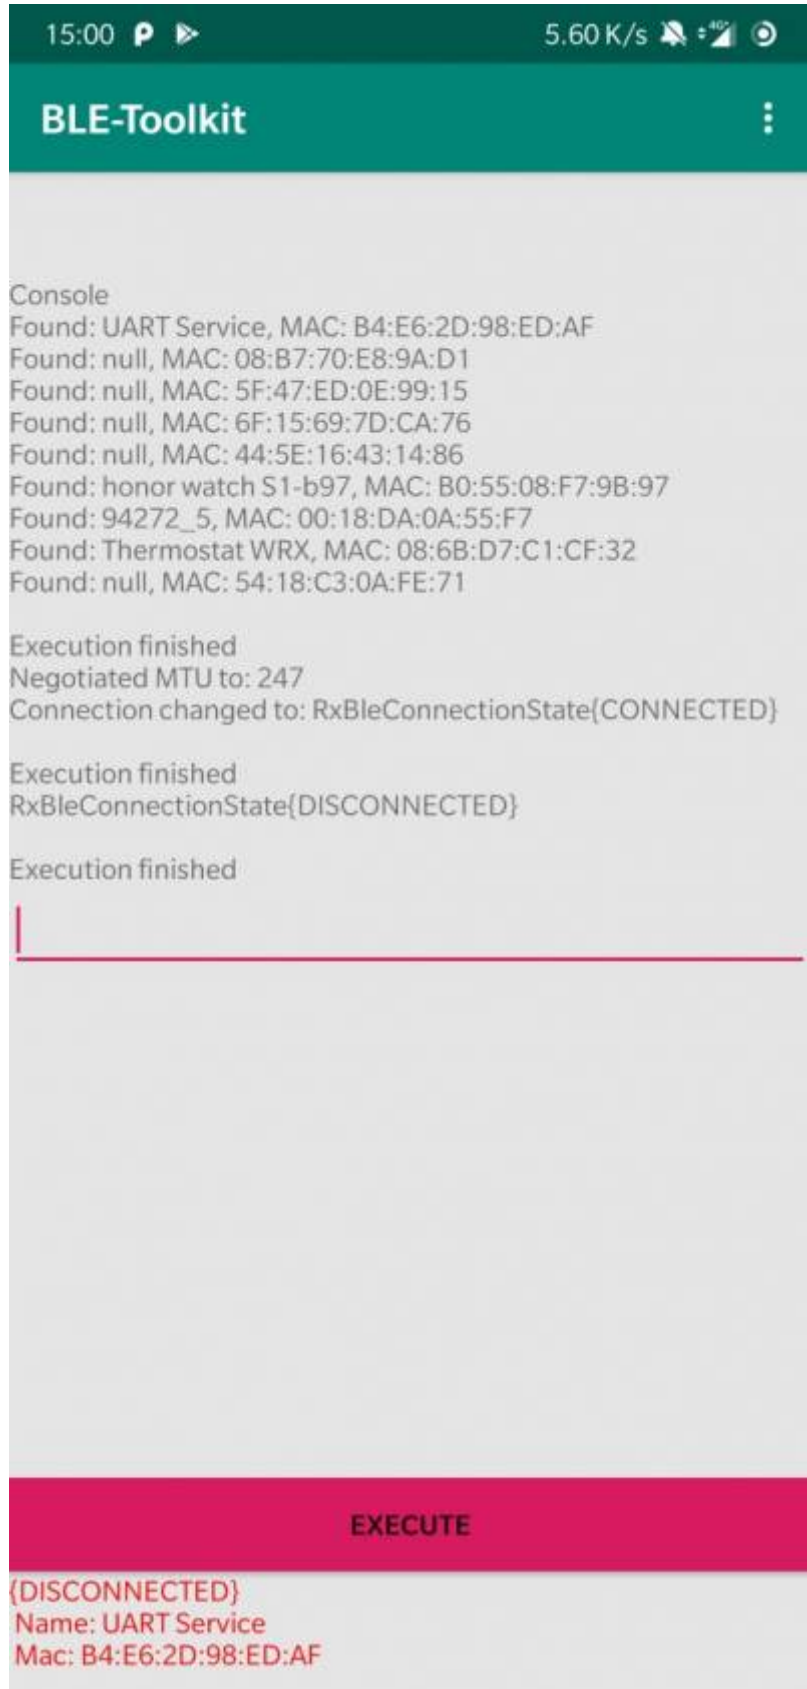 15:00 P 5.60 K/s 4G+
BLE-Toolkit
Console
Found: UART Service, MAC: B4:E6:2D:98:ED:AF
Found: null, MAC: 08:B7:70:E8:9A:D1
Found: null, MAC: 5F:47:ED:0E:99:15
Found: null, MAC: 6F:15:69:7D:CA:76
Found: null, MAC: 44:5E:16:43:14:86
Found: honor watch S1-b97, MAC: B0:55:08:F7:9B:97
Found: 94272_5, MAC: 00:18:DA:0A:55:F7
Found: Thermostat WRX, MAC: 08:6B:D7:C1:CF:32
Found: null, MAC: 54:18:C3:0A:FE:71
Execution finished
Negotiated MTU to: 247
Connection changed to: RxBleConnectionState{CONNECTED}
Execution finished
RxBleConnectionState{DISCONNECTED}
Execution finished
EXECUTE
{DISCONNECTED}
Name: UART Service
Mac: B4:E6:2D:98:ED:AF